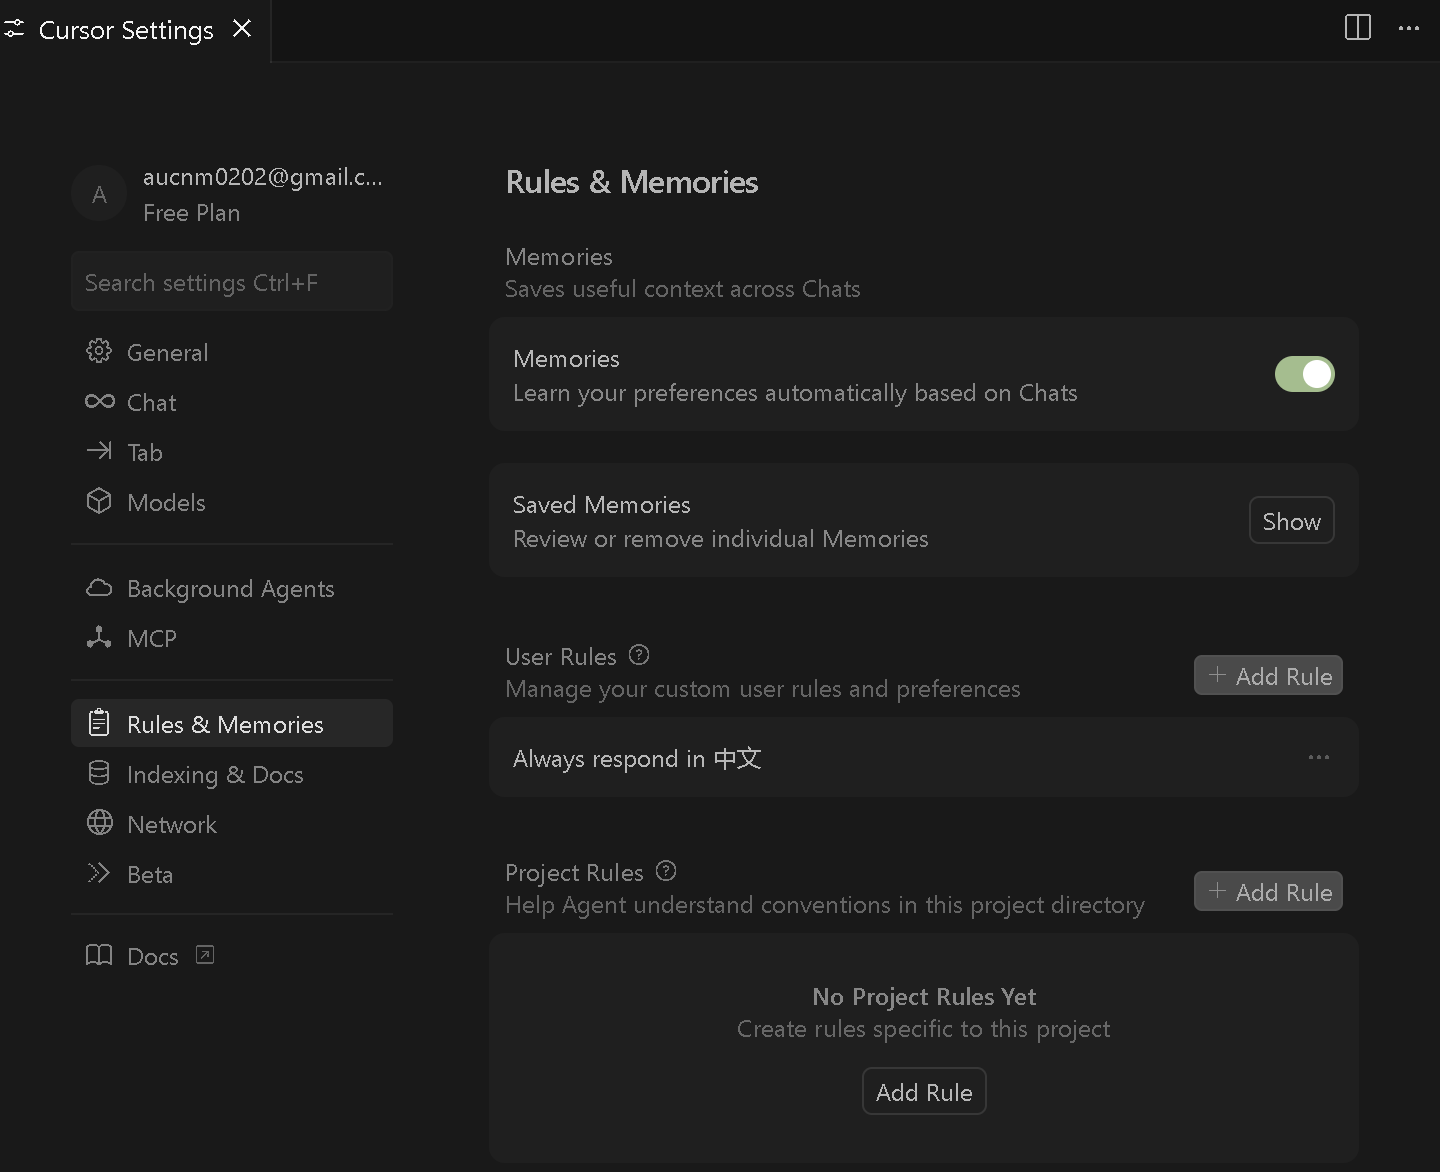 Cursor Settings
A
aucnm0202@gmail.c...
Free Plan
Search settings Ctrl+F
General
Chat
Tab
Models
Background Agents
MCP
Rules & Memories
Indexing & Docs
Network
Beta
Docs
Rules & Memories
Memories
Saves useful context across Chats
Memories
Learn your preferences automatically based on Chats
Saved Memories
Review or remove individual Memories
Show
User Rules
Manage your custom user rules and preferences
+ Add Rule
Always respond in 中文
Project Rules
Help Agent understand conventions in this project directory
+ Add Rule
No Project Rules Yet
Create rules specific to this project
Add Rule